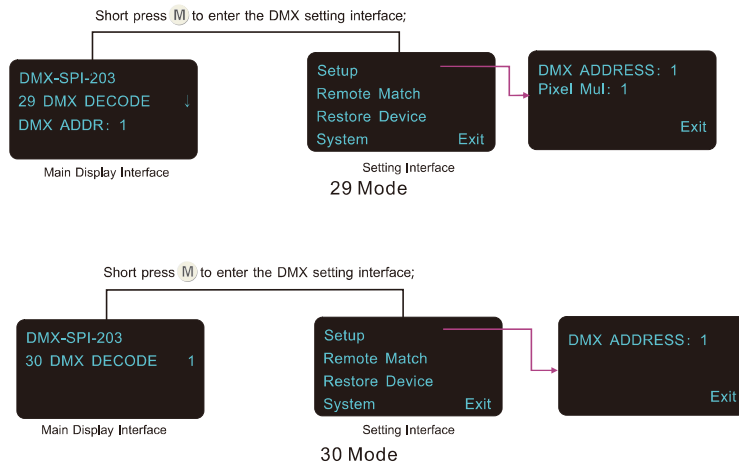 Short press M to enter the DMX setting interface;
DMX-SPI-203
29 DMX DECODE ↓
DMX ADDR: 1
Main Display Interface
Setup
Remote Match
Restore Device
System Exit
Setting Interface
DMX ADDRESS: 1
Pixel Mul: 1
Exit
29 Mode
Short press M to enter the DMX setting interface;
DMX-SPI-203
30 DMX DECODE 1
Main Display Interface
Setup
Remote Match
Restore Device
System Exit
Setting Interface
DMX ADDRESS: 1
Exit
30 Mode